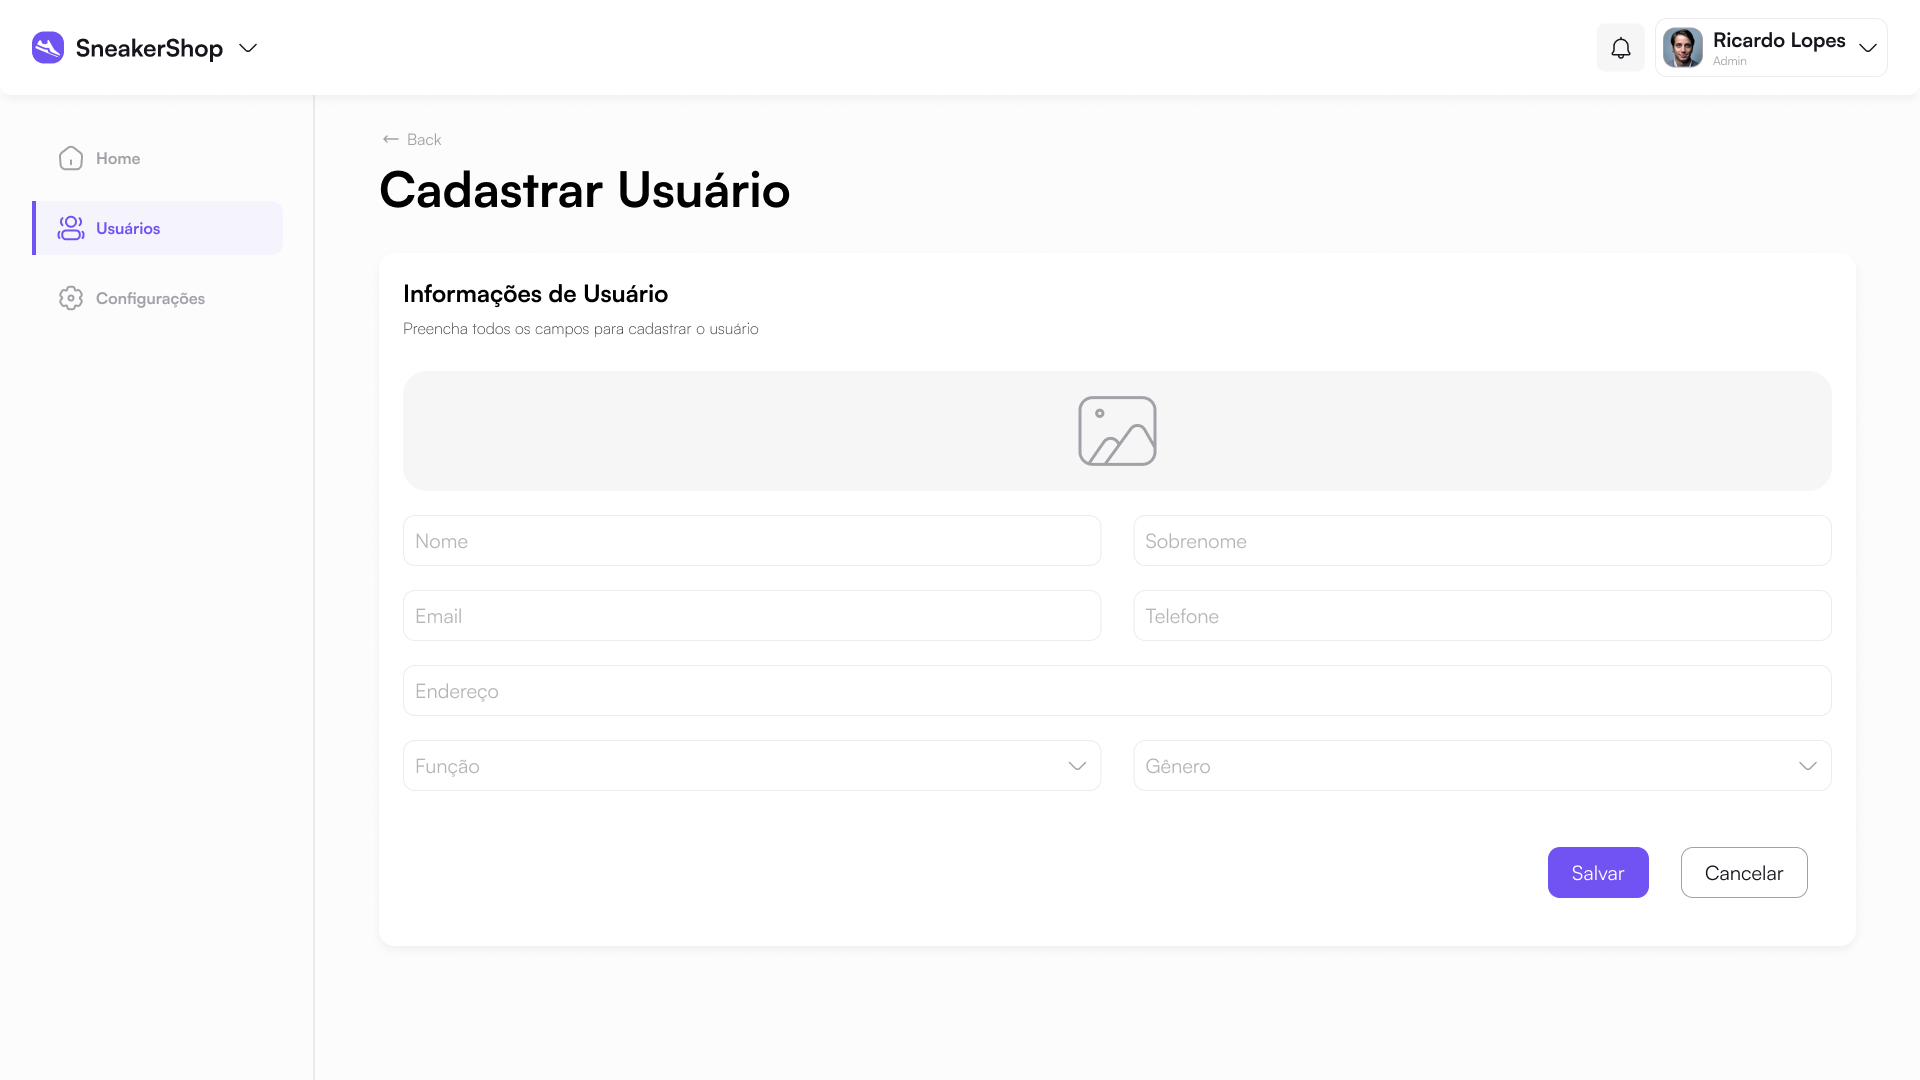 SneakerShop
Ricardo Lopes
Admin
Home
Usuários
Configurações
Back
Cadastrar Usuário
Informações de Usuário
Preencha todos os campos para cadastrar o usuário
Nome
Sobrenome
Email
Telefone
Endereço
Função
Gênero
Salvar
Cancelar